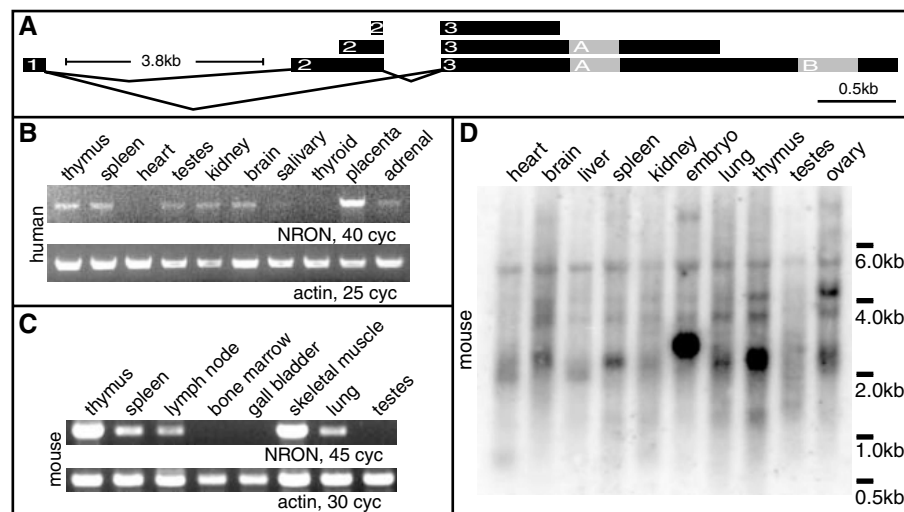 A
2 3
2 3 A
1 3.8kb 2 3 A B
0.5kb
B
thymus spleen heart testes kidney brain salivary thyroid placenta adrenal
human
NRON, 40 cyc
actin, 25 cyc
C
thymus spleen lymph node bone marrow gall bladder skeletal muscle lung testes
mouse
NRON, 45 cyc
actin, 30 cyc
D
heart brain liver spleen kidney embryo lung thymus testes ovary
mouse
6.0kb
4.0kb
2.0kb
1.0kb
0.5kb